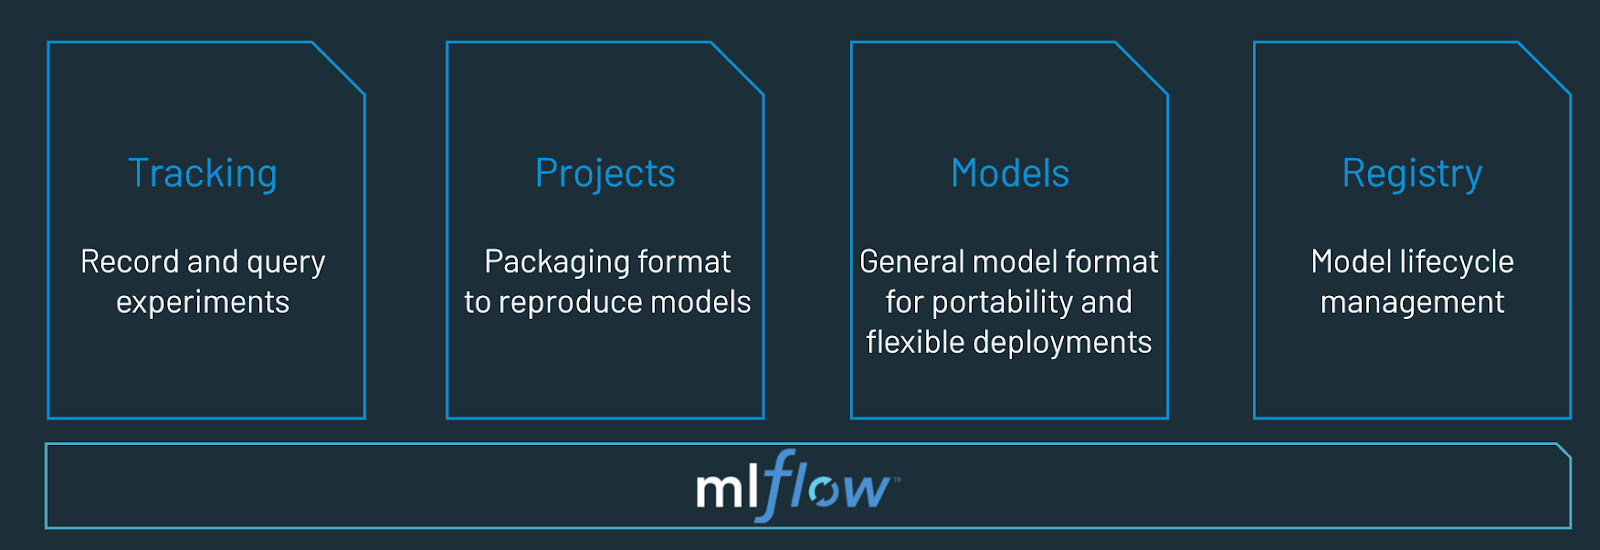 Tracking
Record and query
experiments
Projects
Packaging format
to reproduce models
Models
General model format
for portability and
flexible deployments
Registry
Model lifecycle
management
mlflow™